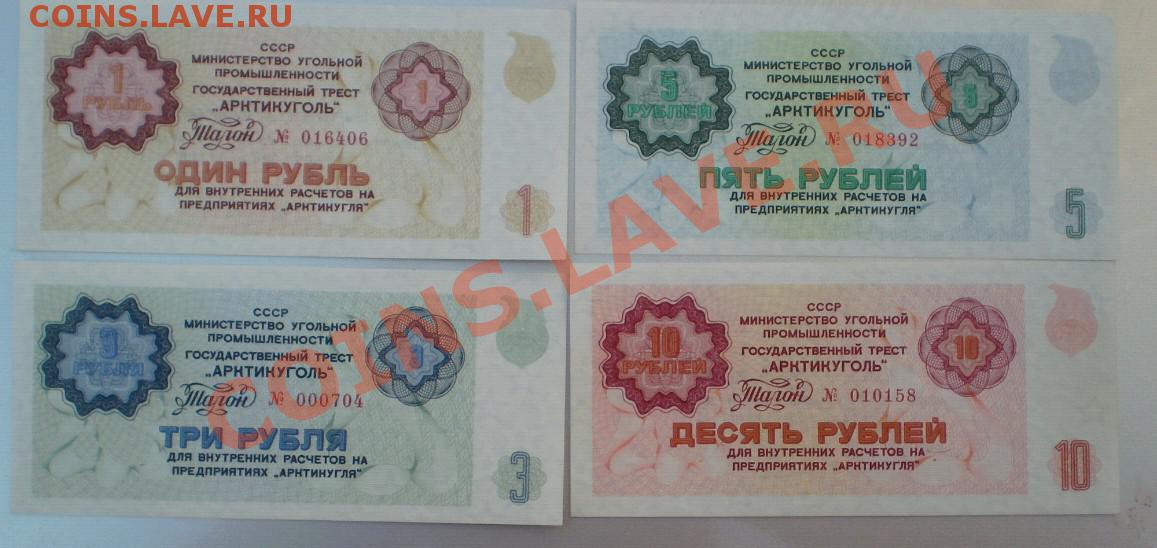 COINS.LAVE.RU
1
РУБЛЬ
СССР
МИНИСТЕРСТВО УГОЛЬНОЙ
ПРОМЫШЛЕННОСТИ
ГОСУДАРСТВЕННЫЙ ТРЕСТ
„АРКТИКУГОЛЬ“
Талон № 016406
ОДИН РУБЛЬ
ДЛЯ ВНУТРЕННИХ РАСЧЕТОВ НА
ПРЕДПРИЯТИЯХ „АРКТИКУГЛЯ“
1
1
5
РУБЛЕЙ
СССР
МИНИСТЕРСТВО УГОЛЬНОЙ
ПРОМЫШЛЕННОСТИ
ГОСУДАРСТВЕННЫЙ ТРЕСТ
„АРКТИКУГОЛЬ“
Талон № 018392
ПЯТЬ РУБЛЕЙ
ДЛЯ ВНУТРЕННИХ РАСЧЕТОВ НА
ПРЕДПРИЯТИЯХ „АРКТИКУГЛЯ“
5
5
3
РУБЛЯ
СССР
МИНИСТЕРСТВО УГОЛЬНОЙ
ПРОМЫШЛЕННОСТИ
ГОСУДАРСТВЕННЫЙ ТРЕСТ
„АРКТИКУГОЛЬ“
Талон № 000704
ТРИ РУБЛЯ
ДЛЯ ВНУТРЕННИХ РАСЧЕТОВ НА
ПРЕДПРИЯТИЯХ „АРКТИКУГЛЯ“
3
3
10
РУБЛЕЙ
СССР
МИНИСТЕРСТВО УГОЛЬНОЙ
ПРОМЫШЛЕННОСТИ
ГОСУДАРСТВЕННЫЙ ТРЕСТ
„АРКТИКУГОЛЬ“
Талон № 010158
ДЕСЯТЬ РУБЛЕЙ
ДЛЯ ВНУТРЕННИХ РАСЧЕТОВ НА
ПРЕДПРИЯТИЯХ „АРКТИКУГЛЯ“
10
10
COINS.LAVE.RU